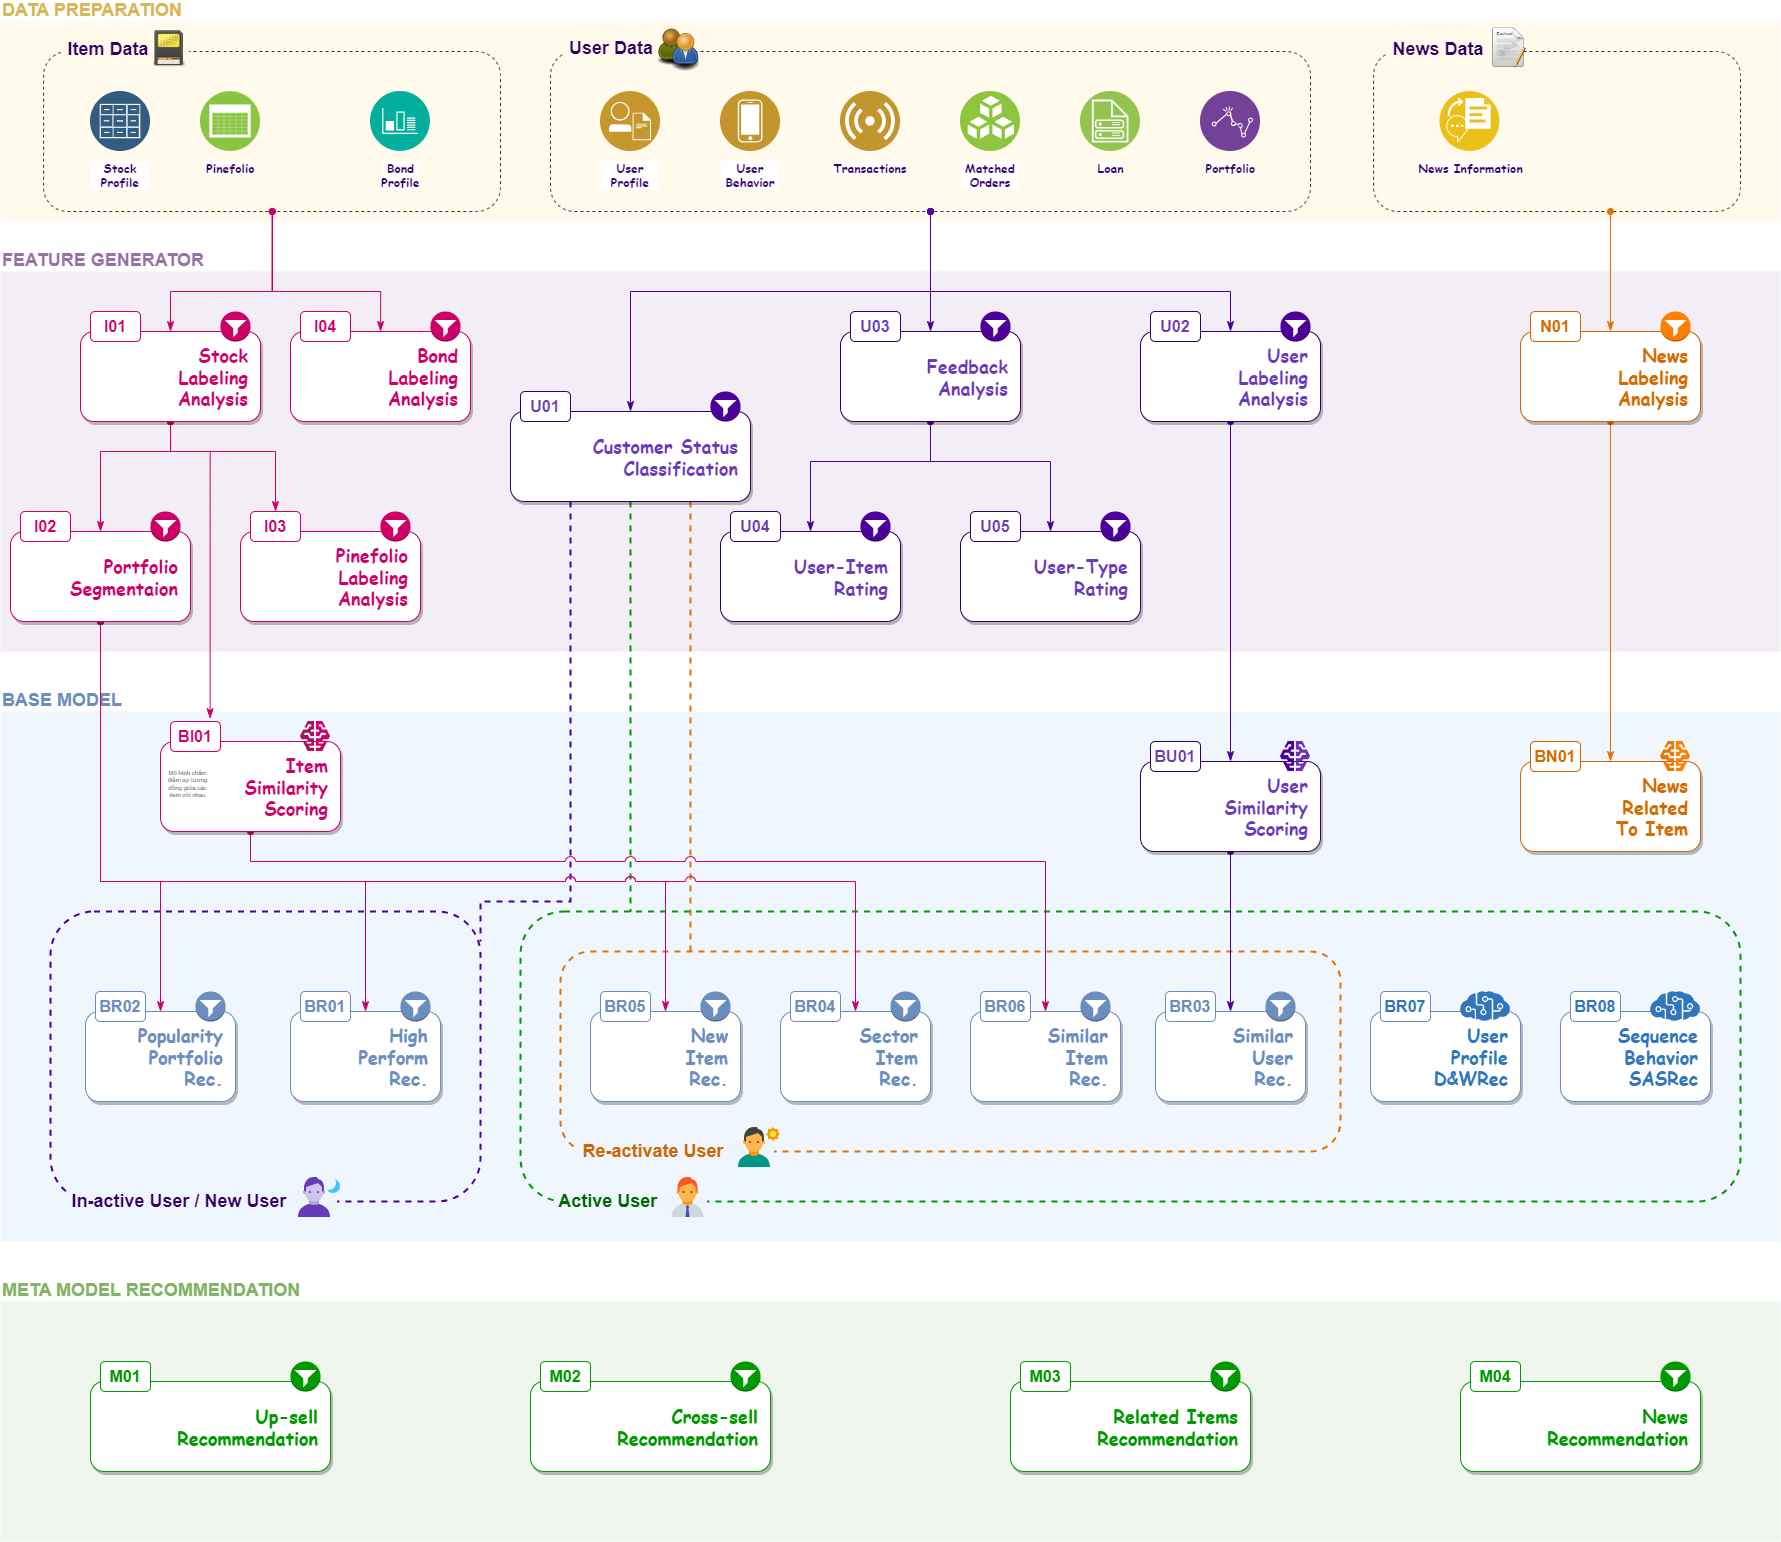 DATA PREPARATION
Item Data
User Data
News Data
Stock
Profile
Pinefolio
Bond
Profile
User
Profile
User
Behavior
Transactions
Matched
Orders
Loan
Portfolio
News Information
FEATURE GENERATOR
I01
Stock
Labeling
Analysis
I04
Bond
Labeling
Analysis
U03
Feedback
Analysis
U02
User
Labeling
Analysis
N01
News
Labeling
Analysis
U01
Customer Status
Classification
I02
Portfolio
Segmentaion
I03
Pinefolio
Labeling
Analysis
U04
User-Item
Rating
U05
User-Type
Rating
BASE MODEL
BI01
Mô hình chấm
điểm sự tương
đồng giữa các
item với nhau
Item
Similarity
Scoring
BU01
User
Similarity
Scoring
BN01
News
Related
To Item
BR02
Popularity
Portfolio
Rec.
BR01
High
Perform
Rec.
BR05
New
Item
Rec.
BR04
Sector
Item
Rec.
BR06
Similar
Item
Rec.
BR03
Similar
User
Rec.
BR07
User
Profile
D&WRec
BR08
Sequence
Behavior
SASRec
Re-activate User
In-active User / New User
Active User
META MODEL RECOMMENDATION
M01
Up-sell
Recommendation
M02
Cross-sell
Recommendation
M03
Related Items
Recommendation
M04
News
Recommendation